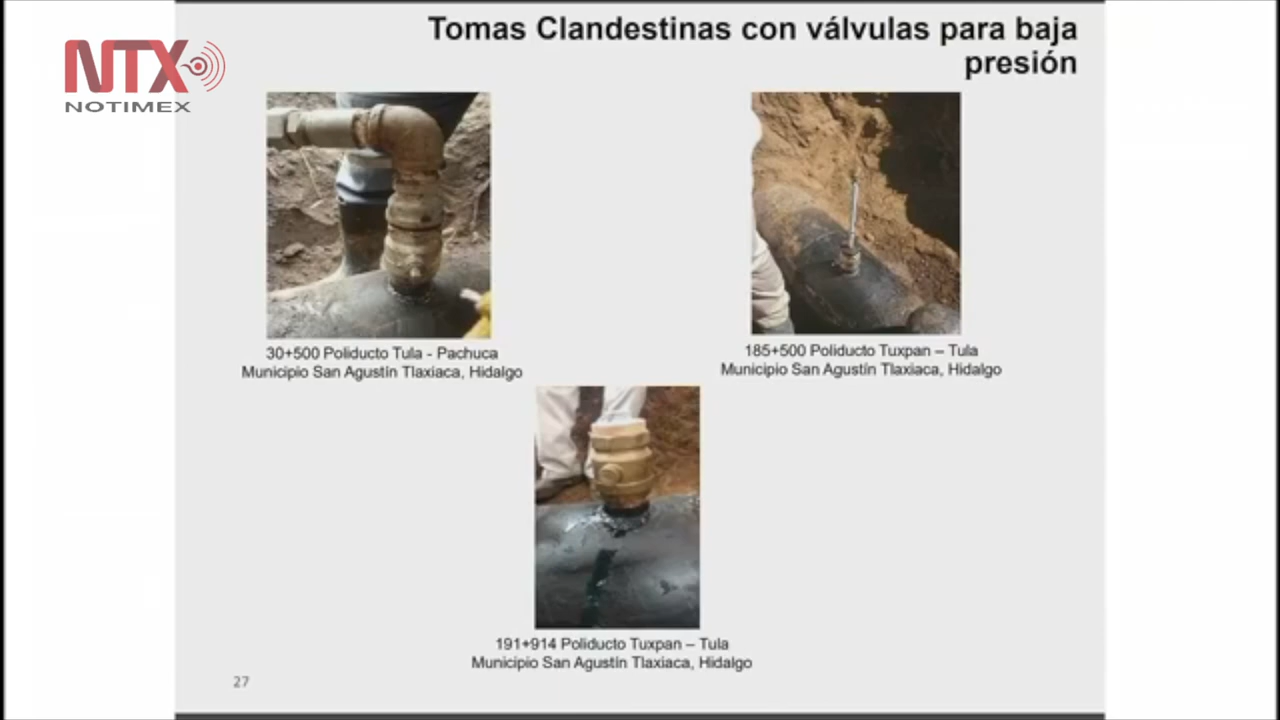 NTX
NOTIMEX
Tomas Clandestinas con válvulas para baja
presión
30+500 Poliducto Tula - Pachuca
Municipio San Agustín Tlaxiaca, Hidalgo
185+500 Poliducto Tuxpan – Tula
Municipio San Agustín Tlaxiaca, Hidalgo
191+914 Poliducto Tuxpan – Tula
Municipio San Agustín Tlaxiaca, Hidalgo
27